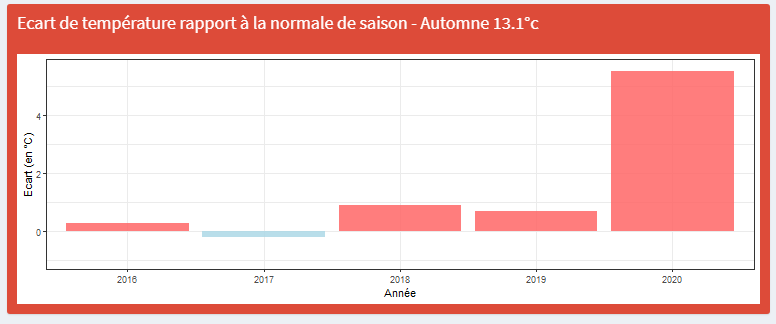 Ecart de température rapport à la normale de saison - Automne 13.1°c
Ecart (en °C)
4
2
0
2016 2017 2018 2019 2020
Année